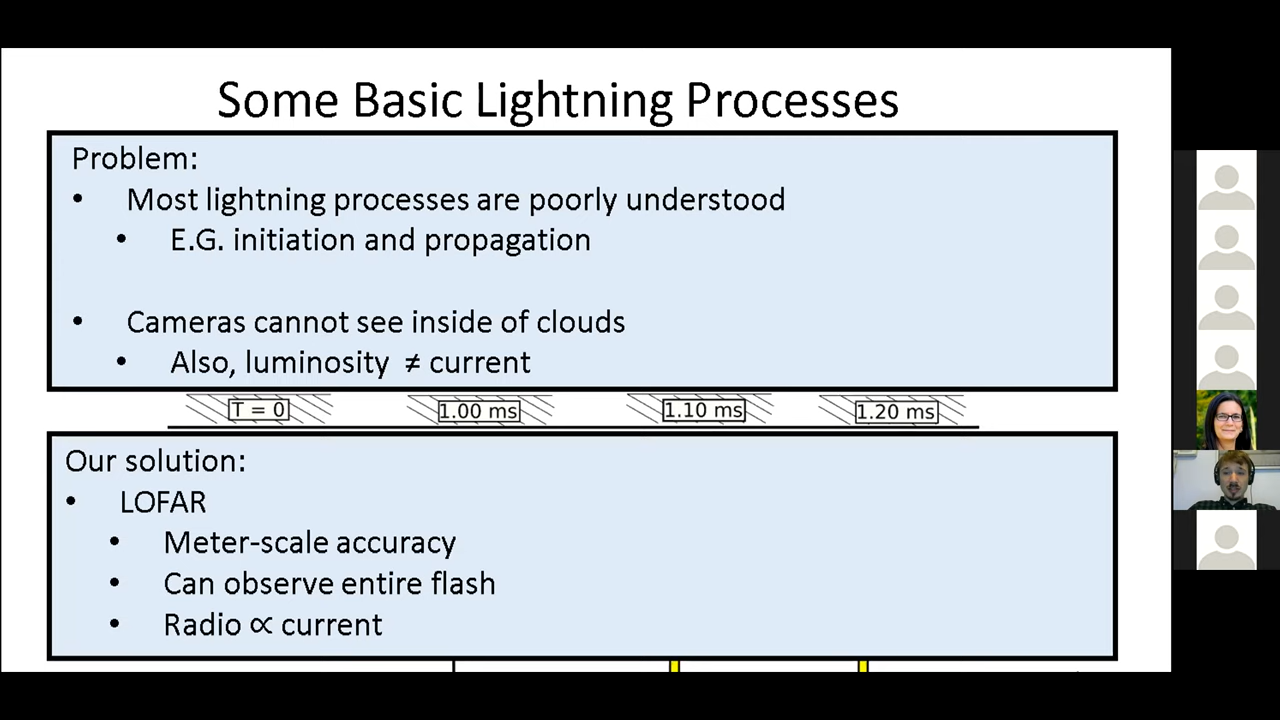 Some Basic Lightning Processes
Problem:
• Most lightning processes are poorly understood
• E.G. initiation and propagation
• Cameras cannot see inside of clouds
• Also, luminosity ≠ current
T = 0 1.00 ms 1.10 ms 1.20 ms
Our solution:
• LOFAR
• Meter-scale accuracy
• Can observe entire flash
• Radio ∝ current